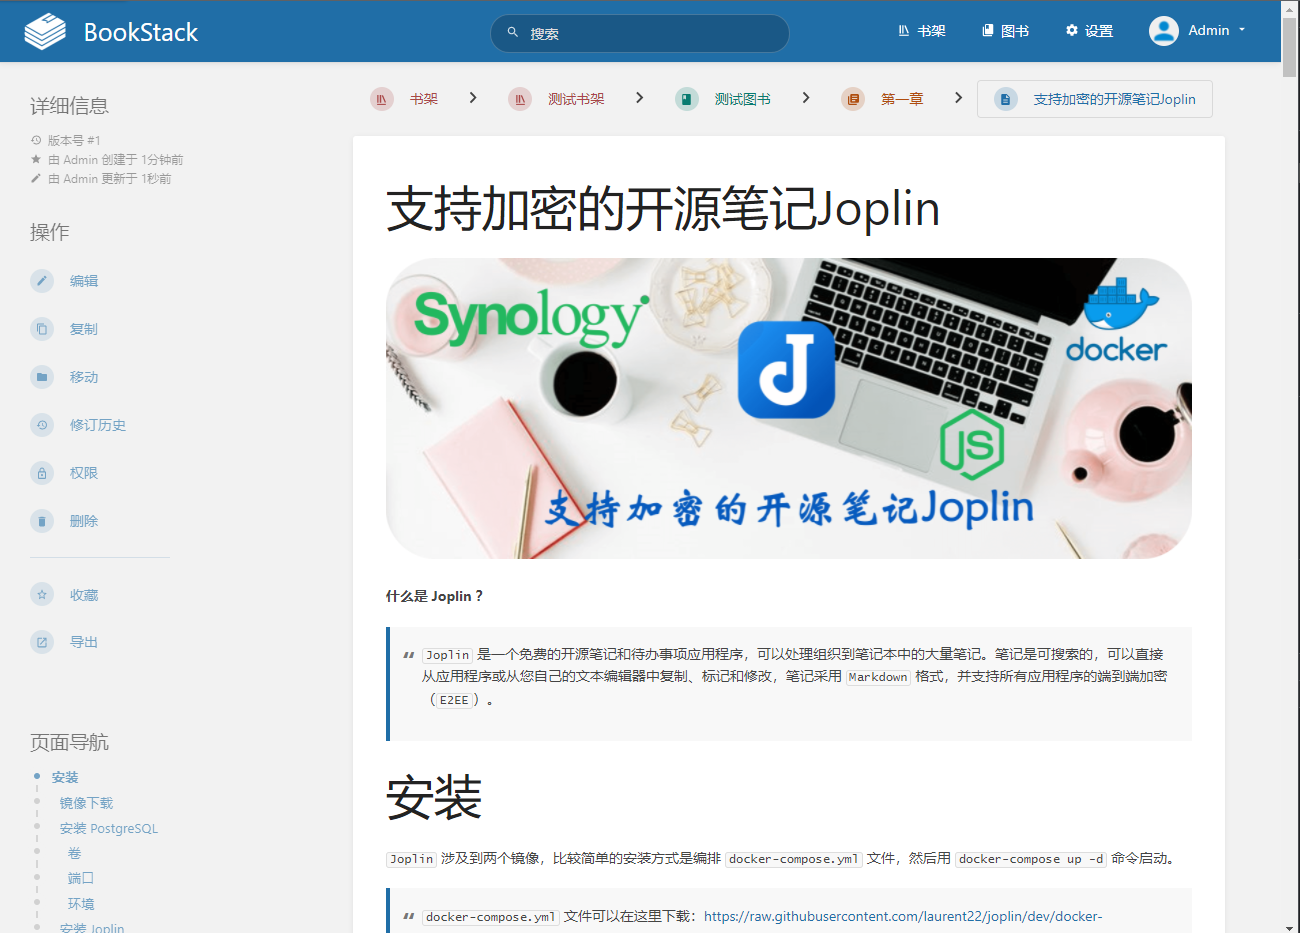 BookStack
搜索
书架
图书
设置
Admin
详细信息
版本号 #1
由 Admin 创建于 1分钟前
由 Admin 更新于 1秒前
操作
编辑
复制
移动
修订历史
权限
删除
收藏
导出
页面导航
安装
镜像下载
安装 PostgreSQL
卷
端口
环境
安装 Joplin
书架
测试书架
测试图书
第一章
支持加密的开源笔记Joplin
支持加密的开源笔记Joplin
Synology
docker
J
JS
支持加密的开源笔记Joplin
什么是 Joplin ？
Joplin 是一个免费的开源笔记和待办事项应用程序，可以处理组织到笔记本中的大量笔记。笔记是可搜索的，可以直接
从应用程序或从您自己的文本编辑器中复制、标记和修改，笔记采用 Markdown 格式，并支持所有应用程序的端到端加密
（E2EE）。
安装
Joplin 涉及到两个镜像，比较简单的安装方式是编排 docker-compose.yml 文件，然后用 docker-compose up -d 命令启动。
docker-compose.yml 文件可以在这里下载：https://raw.githubusercontent.com/laurent22/joplin/dev/docker-